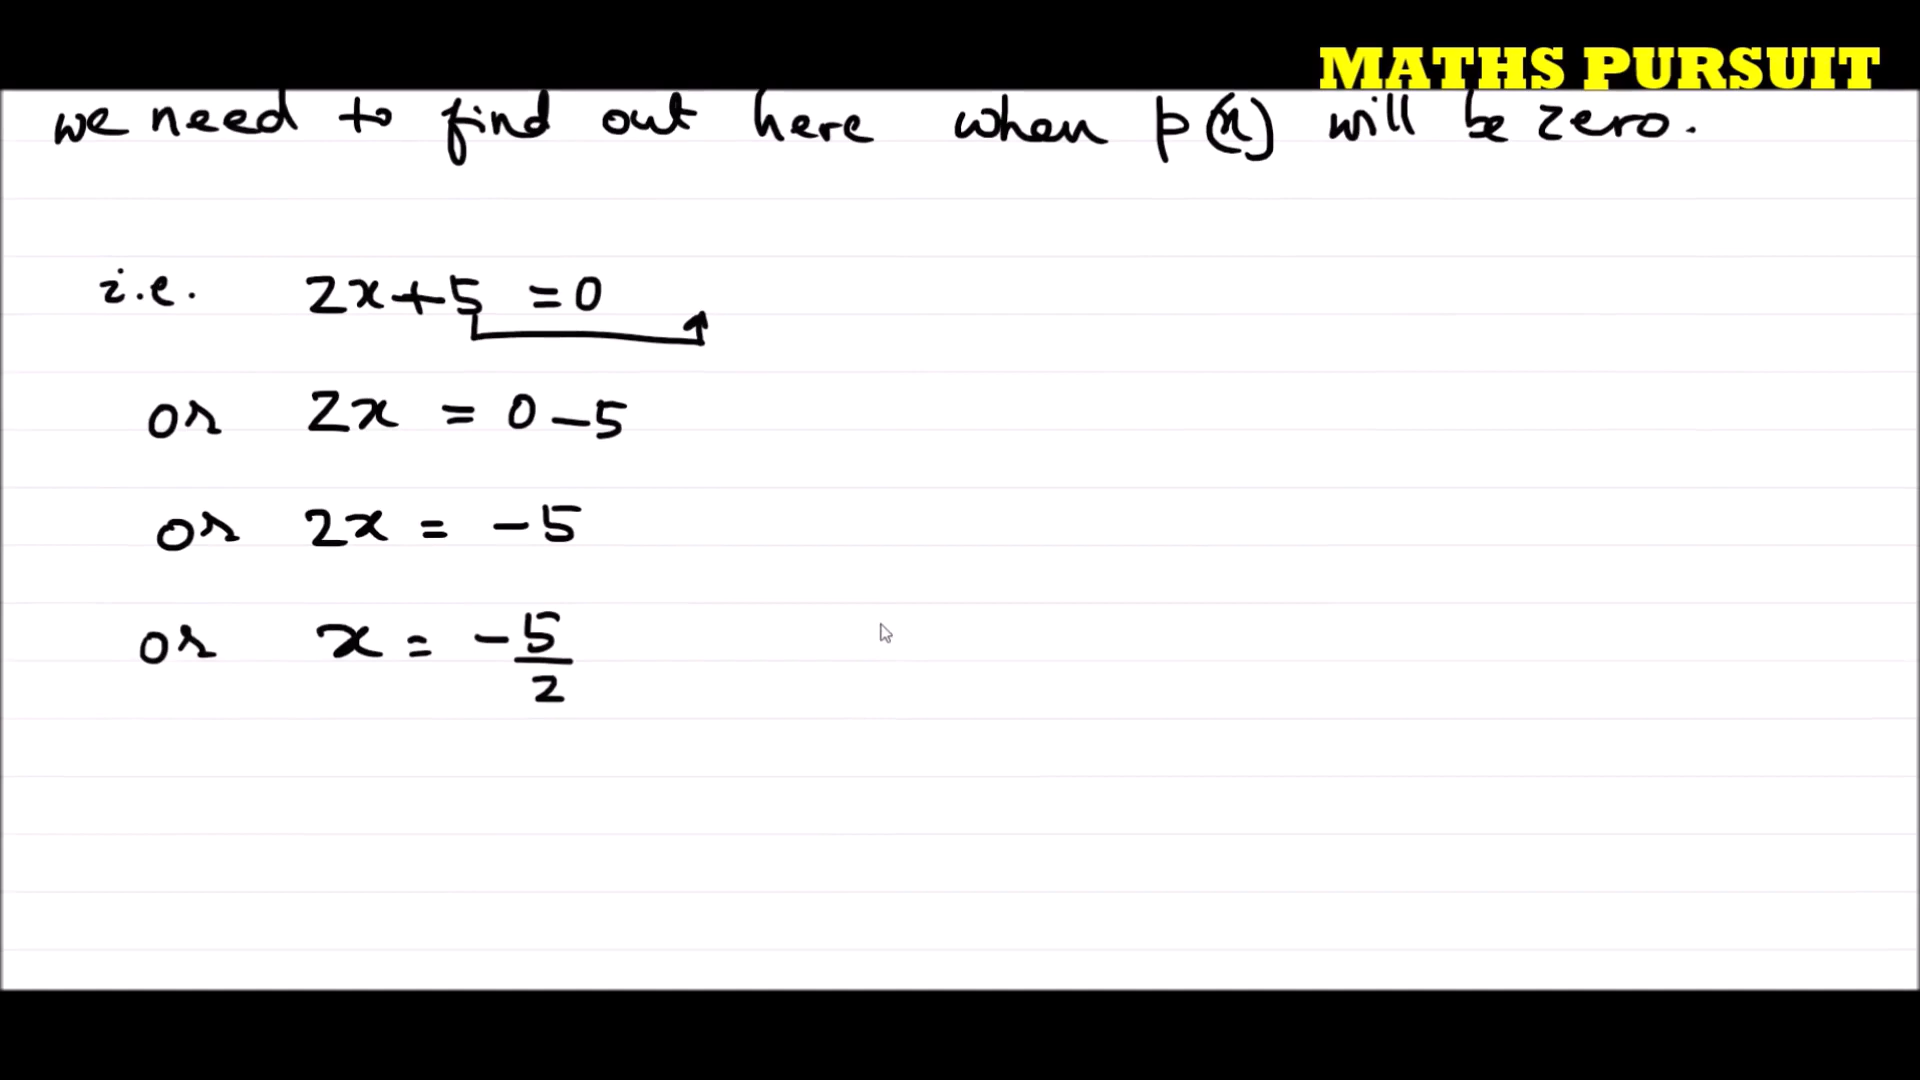 MATHS PURSUIT
we need to find out here when p(x) will be zero.
i.e. 2x+5 =0
or 2x = 0-5
or 2x = -5
or x = -5/2